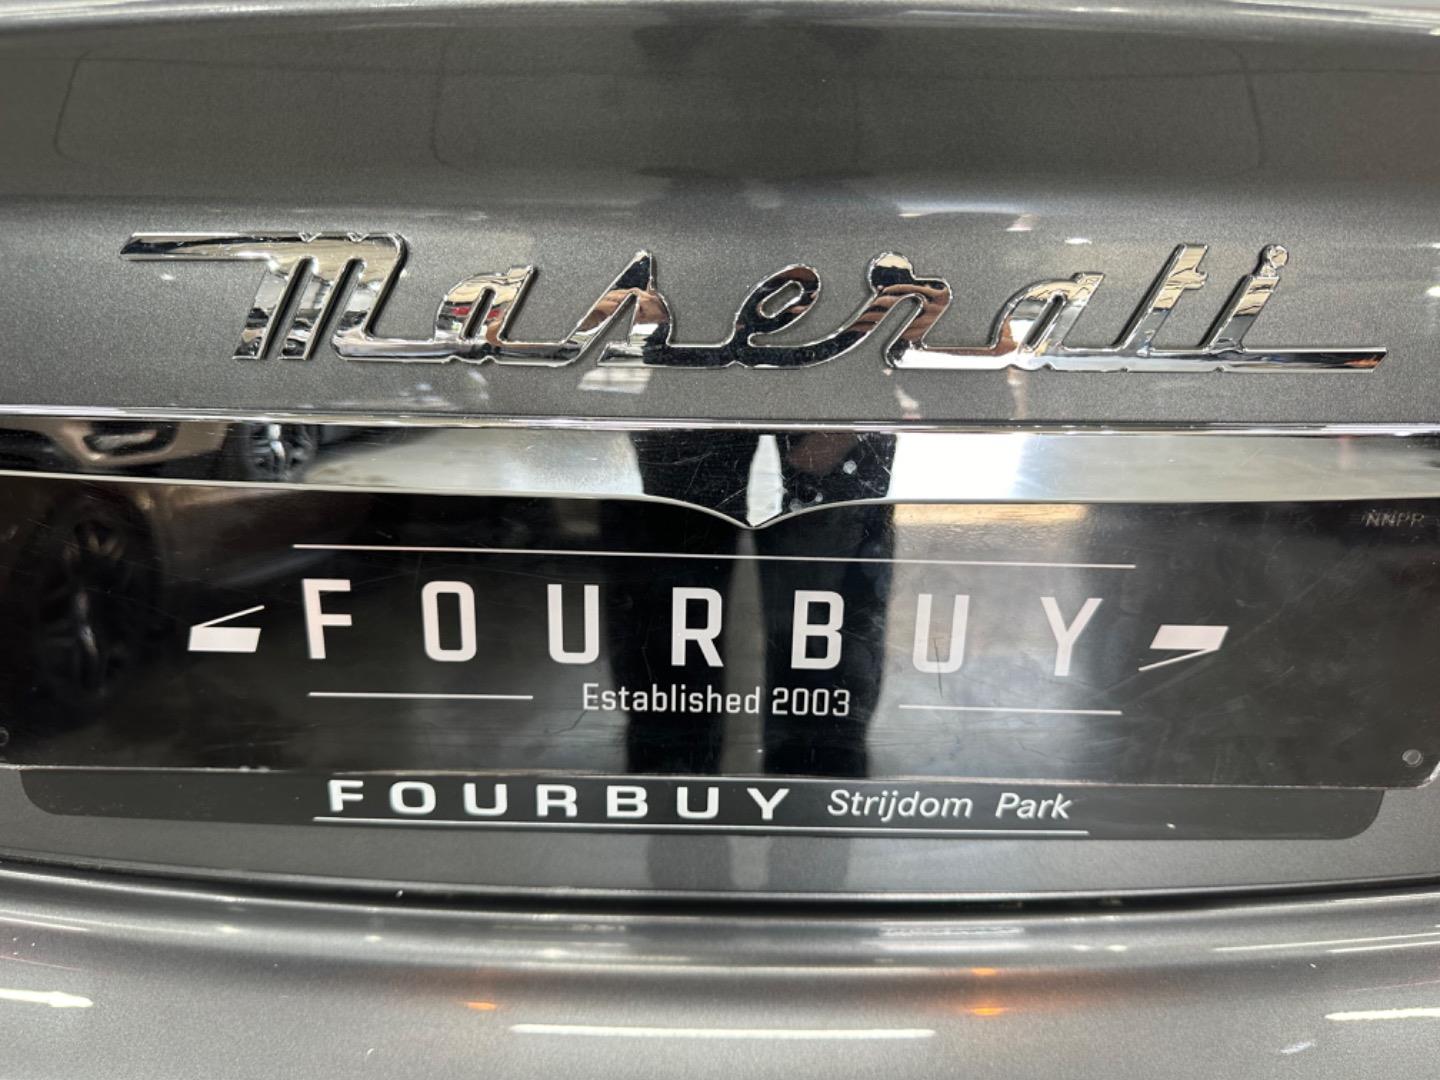 Maserati
NNPR
FOURBUY
Established 2003
FOURBUY Strijdom Park